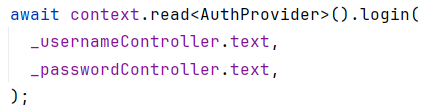 await context.read<AuthProvider>().login(
  _usernameController.text,
  _passwordController.text,
);